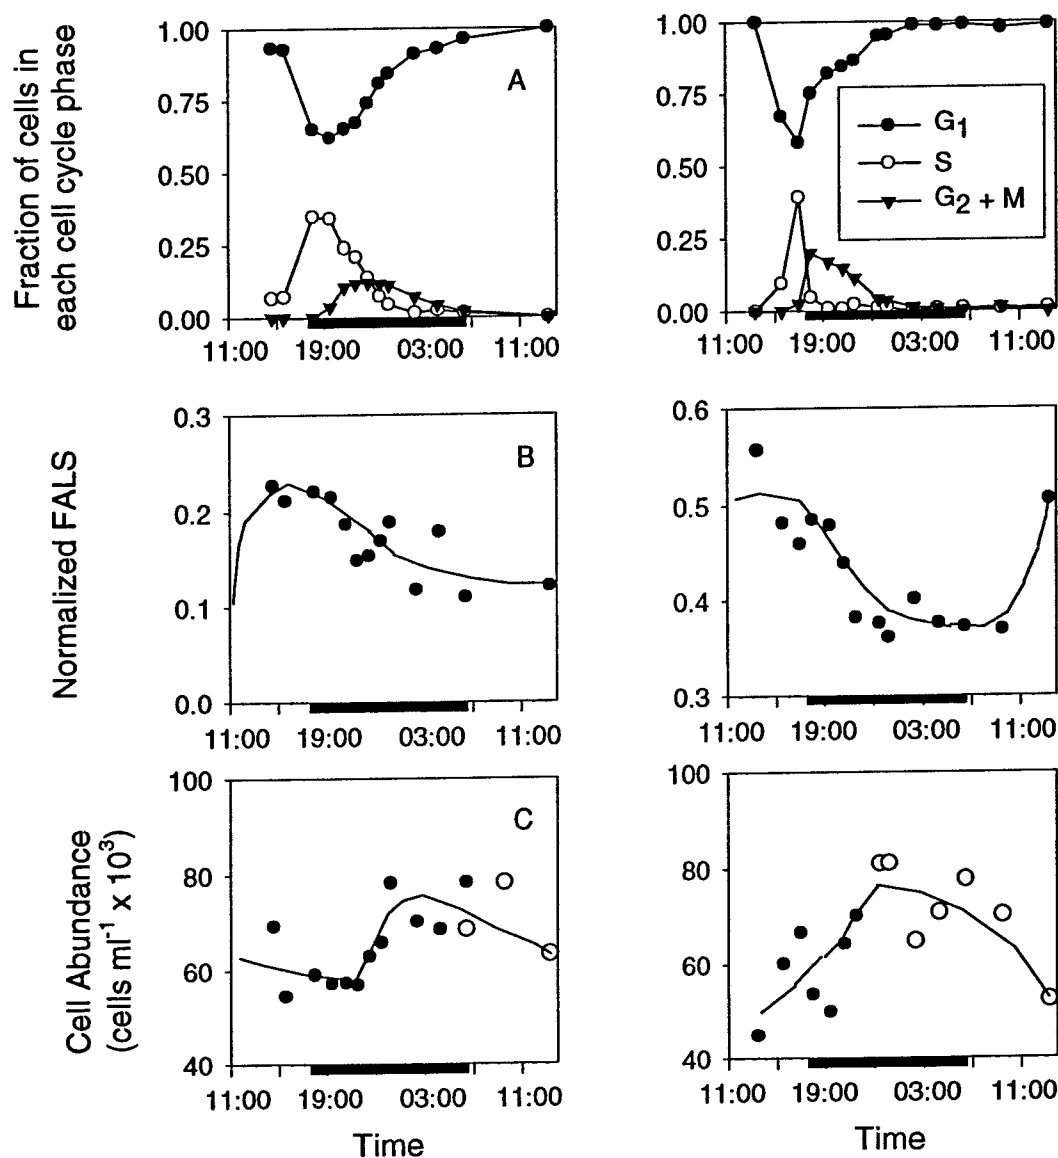 Fraction of cells in
each cell cycle phase
1.00
0.75
0.50
0.25
0.00
A
11:00 19:00 03:00 11:00
1.00
0.75
0.50
0.25
0.00
G1
S
G2 + M
11:00 19:00 03:00 11:00
Normalized FALS
0.3
0.2
0.1
0.0
B
11:00 19:00 03:00 11:00
0.6
0.5
0.4
0.3
11:00 19:00 03:00 11:00
Cell Abundance
(cells ml-1 x 103)
100
80
60
40
C
11:00 19:00 03:00 11:00
Time
100
80
60
40
11:00 19:00 03:00 11:00
Time